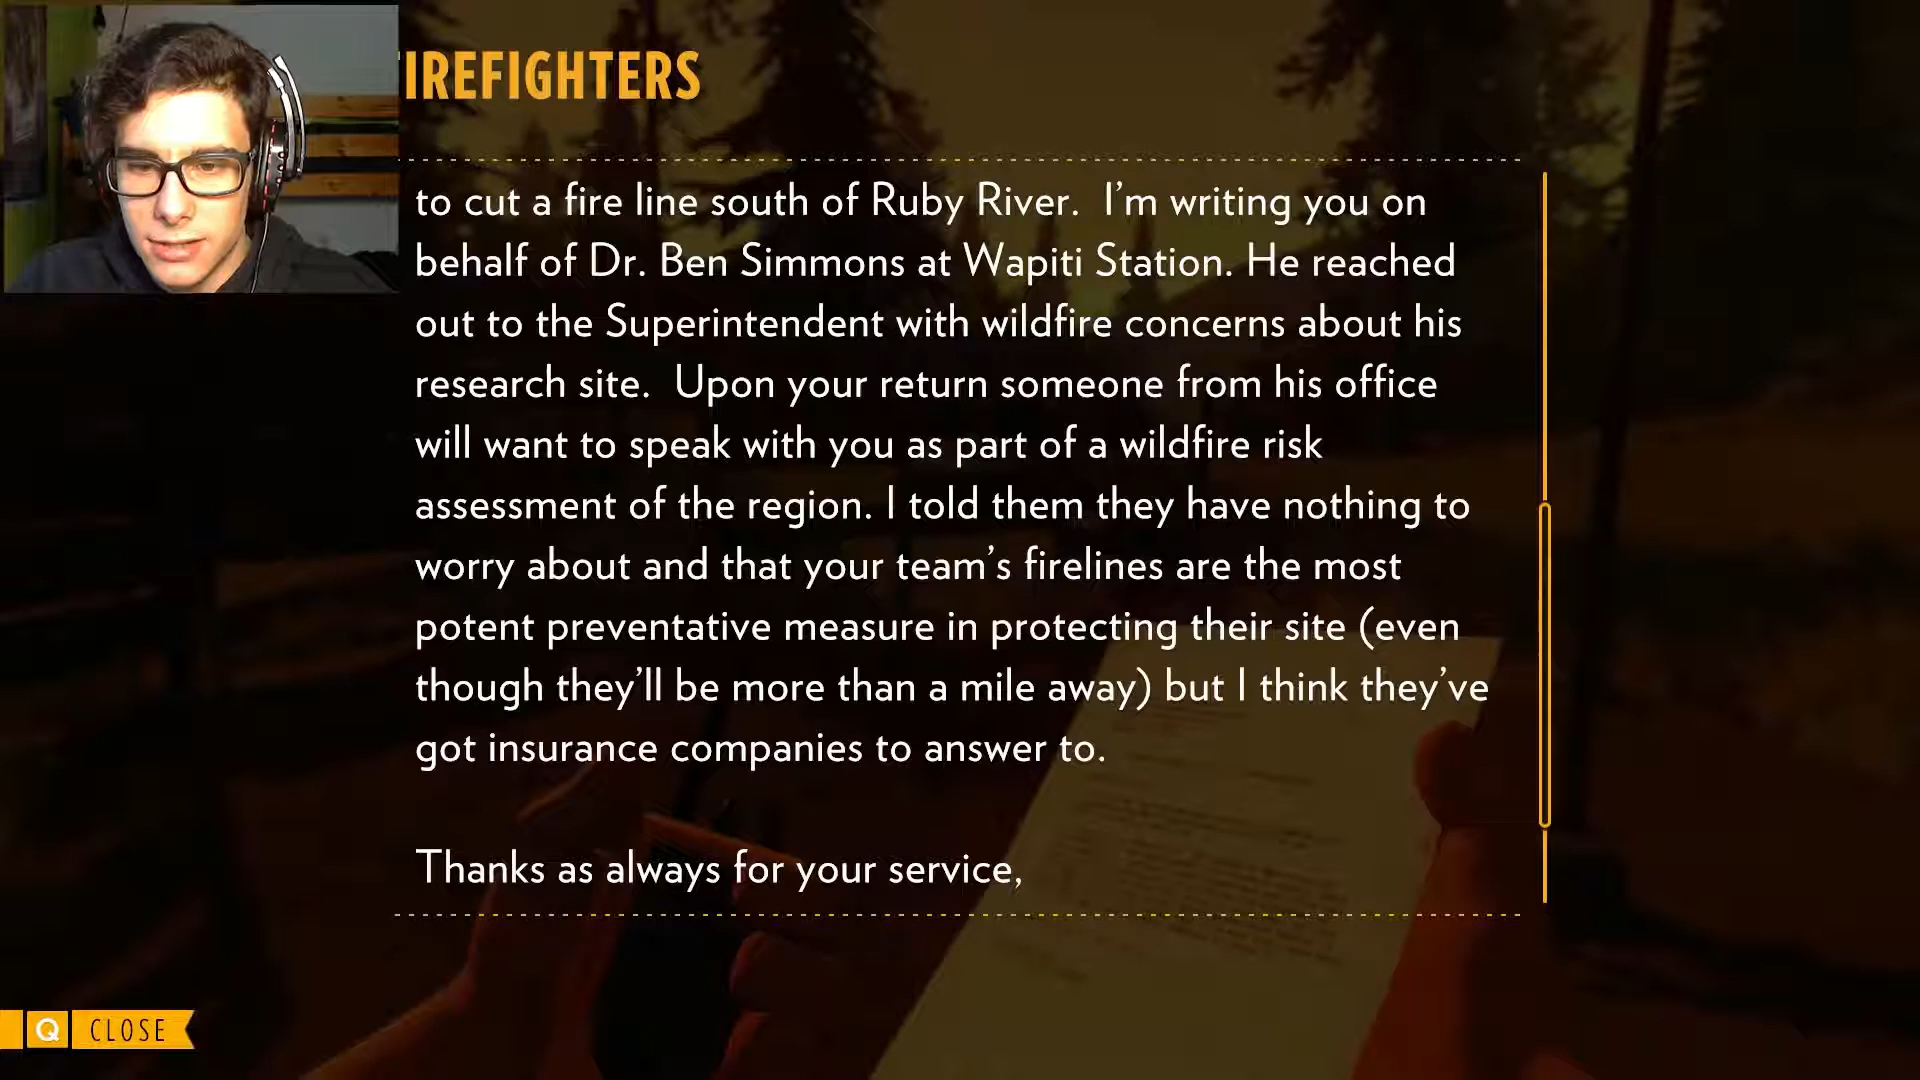 FIREFIGHTERS
to cut a fire line south of Ruby River.  I'm writing you on
behalf of Dr. Ben Simmons at Wapiti Station. He reached
out to the Superintendent with wildfire concerns about his
research site.  Upon your return someone from his office
will want to speak with you as part of a wildfire risk
assessment of the region. I told them they have nothing to
worry about and that your team's firelines are the most
potent preventative measure in protecting their site (even
though they'll be more than a mile away) but I think they've
got insurance companies to answer to.
Thanks as always for your service,
Q CLOSE